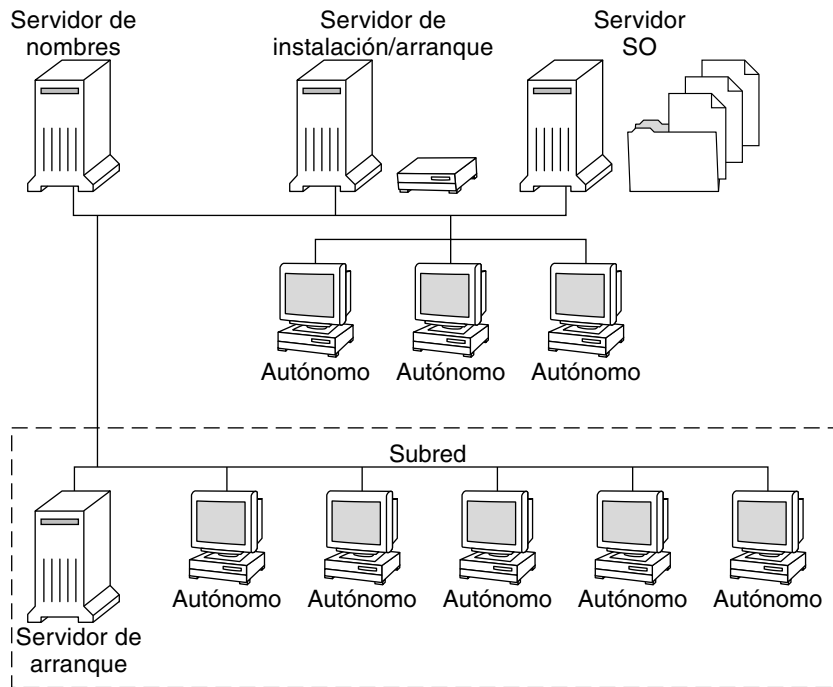 Servidor de
nombres
Servidor de
instalación/arranque
Servidor
SO
Autónomo
Autónomo
Autónomo
Subred
Servidor de
arranque
Autónomo
Autónomo
Autónomo
Autónomo
Autónomo